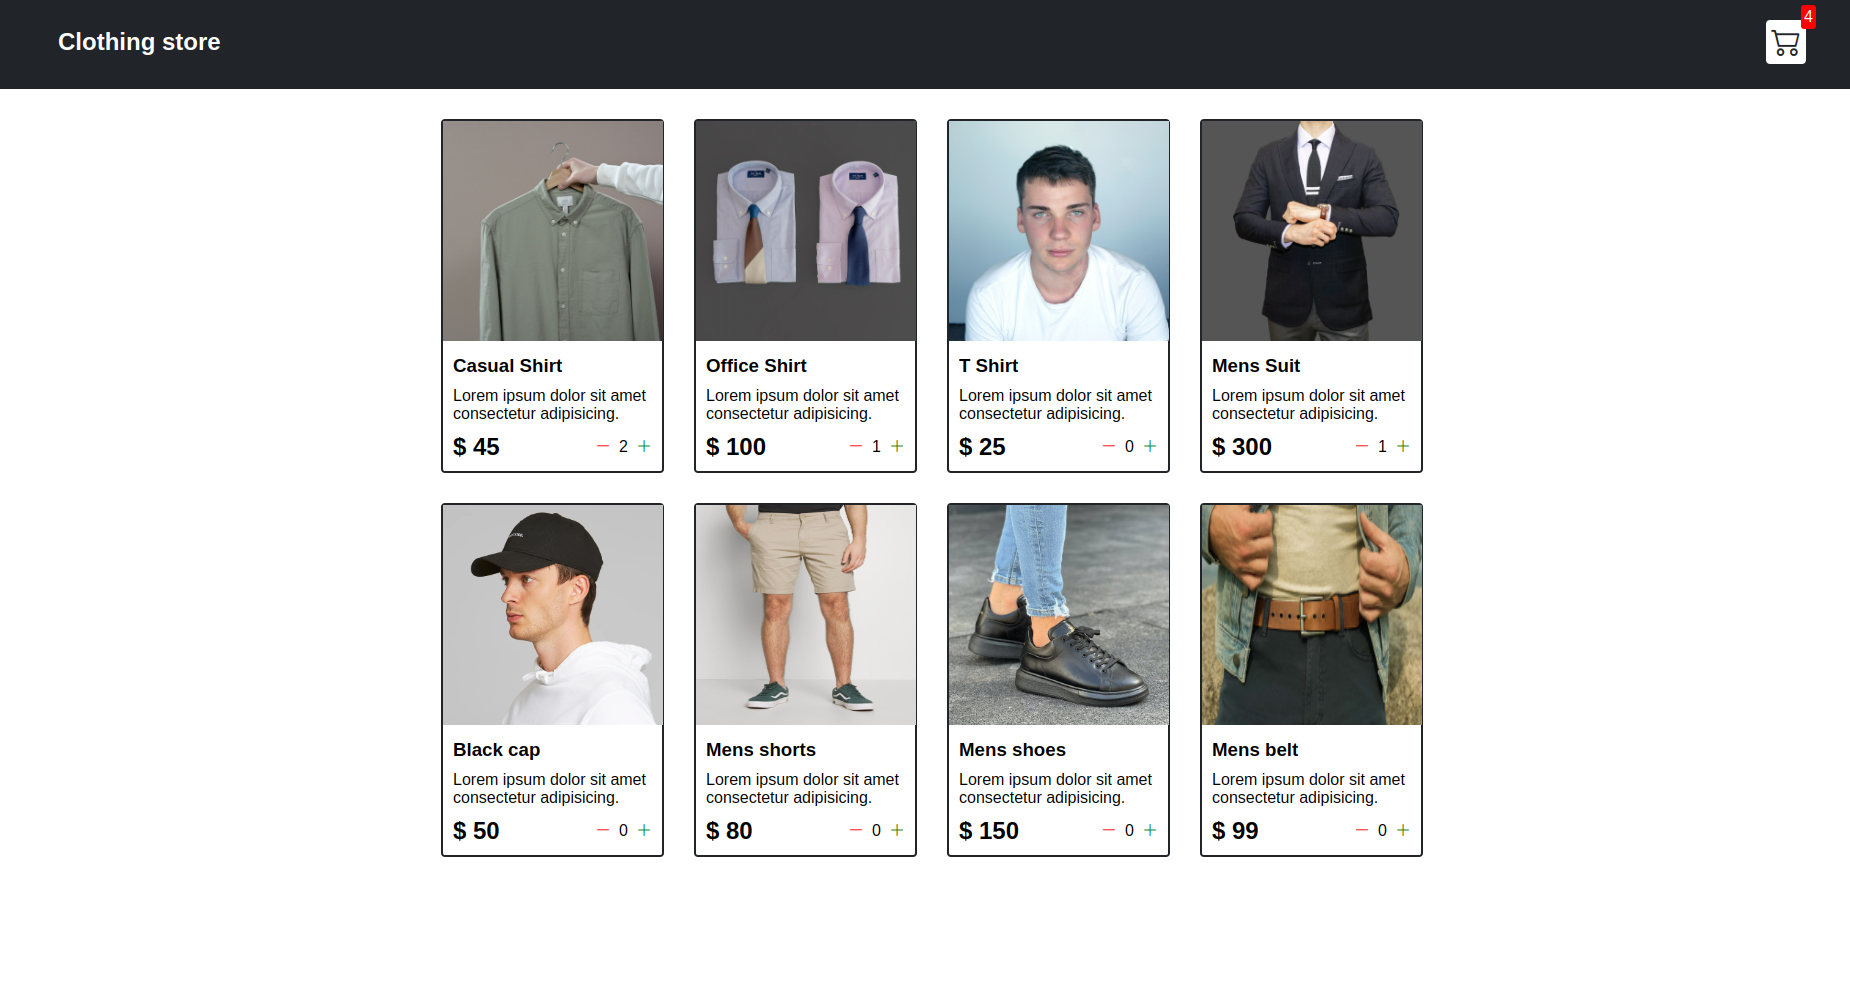 Clothing store
4
Casual Shirt
Lorem ipsum dolor sit amet
consectetur adipisicing.
$ 45
2
Office Shirt
Lorem ipsum dolor sit amet
consectetur adipisicing.
$ 100
1
T Shirt
Lorem ipsum dolor sit amet
consectetur adipisicing.
$ 25
0
Mens Suit
Lorem ipsum dolor sit amet
consectetur adipisicing.
$ 300
1
Black cap
Lorem ipsum dolor sit amet
consectetur adipisicing.
$ 50
0
Mens shorts
Lorem ipsum dolor sit amet
consectetur adipisicing.
$ 80
0
Mens shoes
Lorem ipsum dolor sit amet
consectetur adipisicing.
$ 150
0
Mens belt
Lorem ipsum dolor sit amet
consectetur adipisicing.
$ 99
0